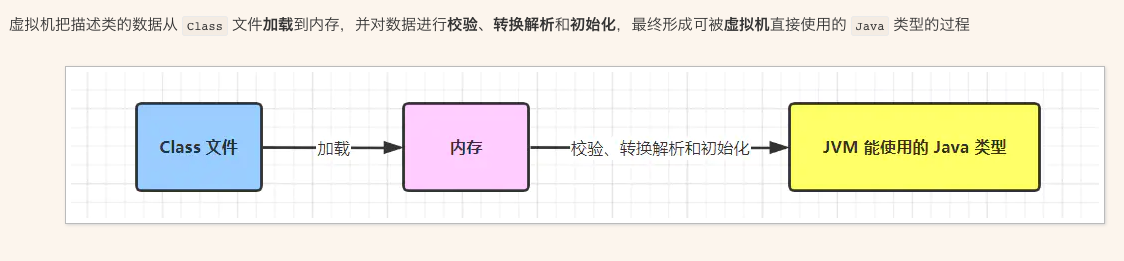 虚拟机把描述类的数据从 Class 文件加载到内存，并对数据进行校验、转换解析和初始化，最终形成可被虚拟机直接使用的 Java 类型的过程
Class 文件
加载
内存
校验、转换解析和初始化
JVM 能使用的 Java 类型